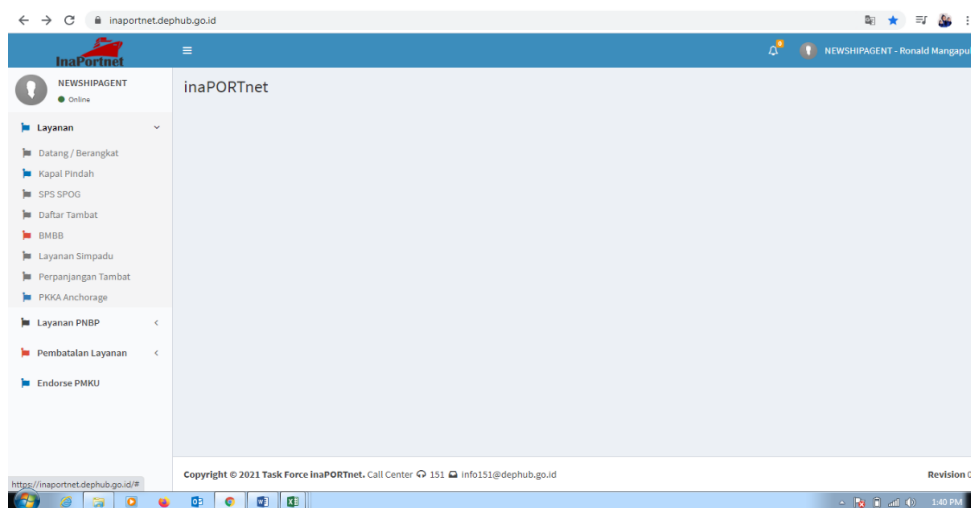 inaportnet.dephub.go.id
InaPortnet
NEWSHIPAGENT - Ronald Mangapul
NEWSHIPAGENT
Online
inaPORTnet
Layanan
Datang / Berangkat
Kapal Pindah
SPS SPOG
Daftar Tambat
BMBB
Layanan Simpadu
Perpanjangan Tambat
PKKA Anchorage
Layanan PNBP
Pembatalan Layanan
Endorse PMKU
Copyright © 2021 Task Force inaPORTnet. Call Center 151 info151@dephub.go.id
Revision
https://inaportnet.dephub.go.id/#
1:40 PM